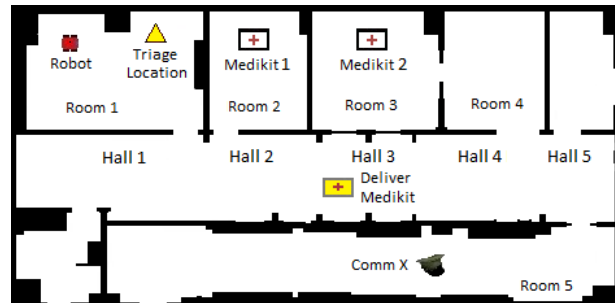 Robot
Triage
Location
Medikit 1
Medikit 2
Room 1
Room 2
Room 3
Room 4
Hall 1
Hall 2
Hall 3
Hall 4
Hall 5
Deliver
Medikit
Comm X
Room 5